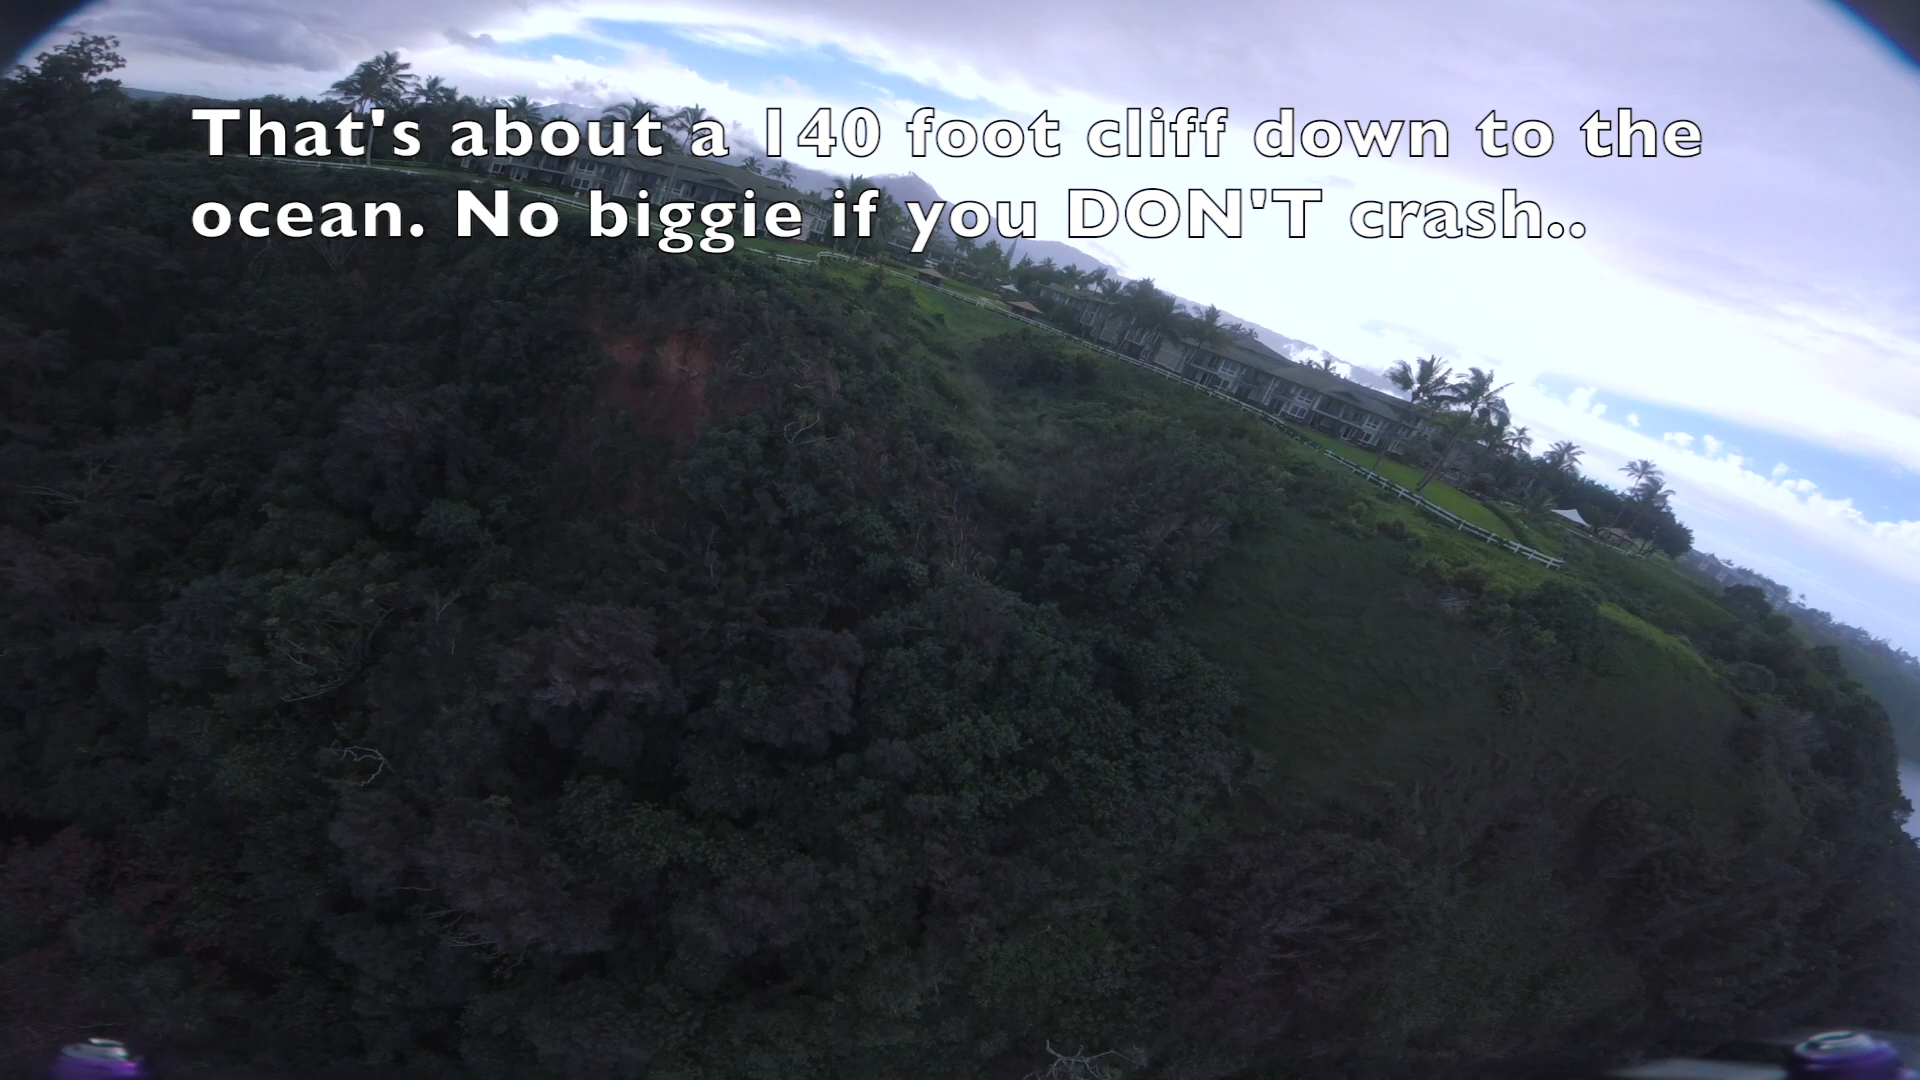 That's about a 140 foot cliff down to the
ocean. No biggie if you DON'T crash..